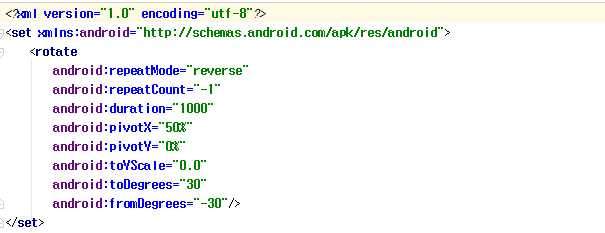 <?xml version="1.0" encoding="utf-8"?>
<set xmlns:android="http://schemas.android.com/apk/res/android">
    <rotate
        android:repeatMode="reverse"
        android:repeatCount="-1"
        android:duration="1000"
        android:pivotX="50%"
        android:pivotY="0%"
        android:toYScale="0.0"
        android:toDegrees="30"
        android:fromDegrees="-30"/>
</set>